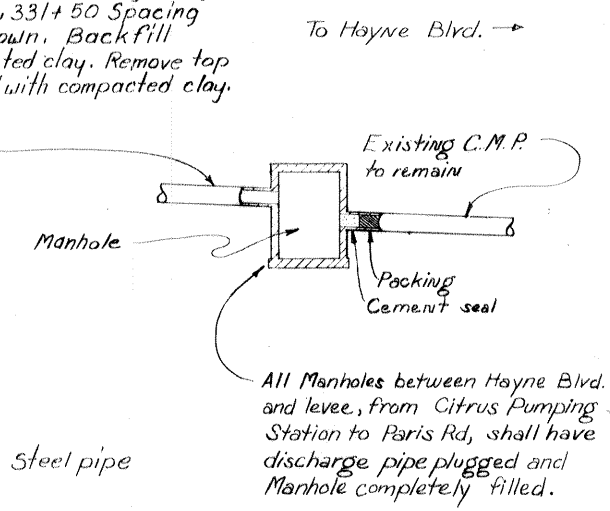 , 331+50 Spacing
own. Backfill
ted clay. Remove top
with compacted clay.
To Hayne Blvd.
Existing C.M.P.
to remain
Manhole
Packing
Cement seal
All Manholes between Hayne Blvd.
and levee, from Citrus Pumping
Station to Paris Rd, shall have
discharge pipe plugged and
Manhole completely filled.
Steel pipe